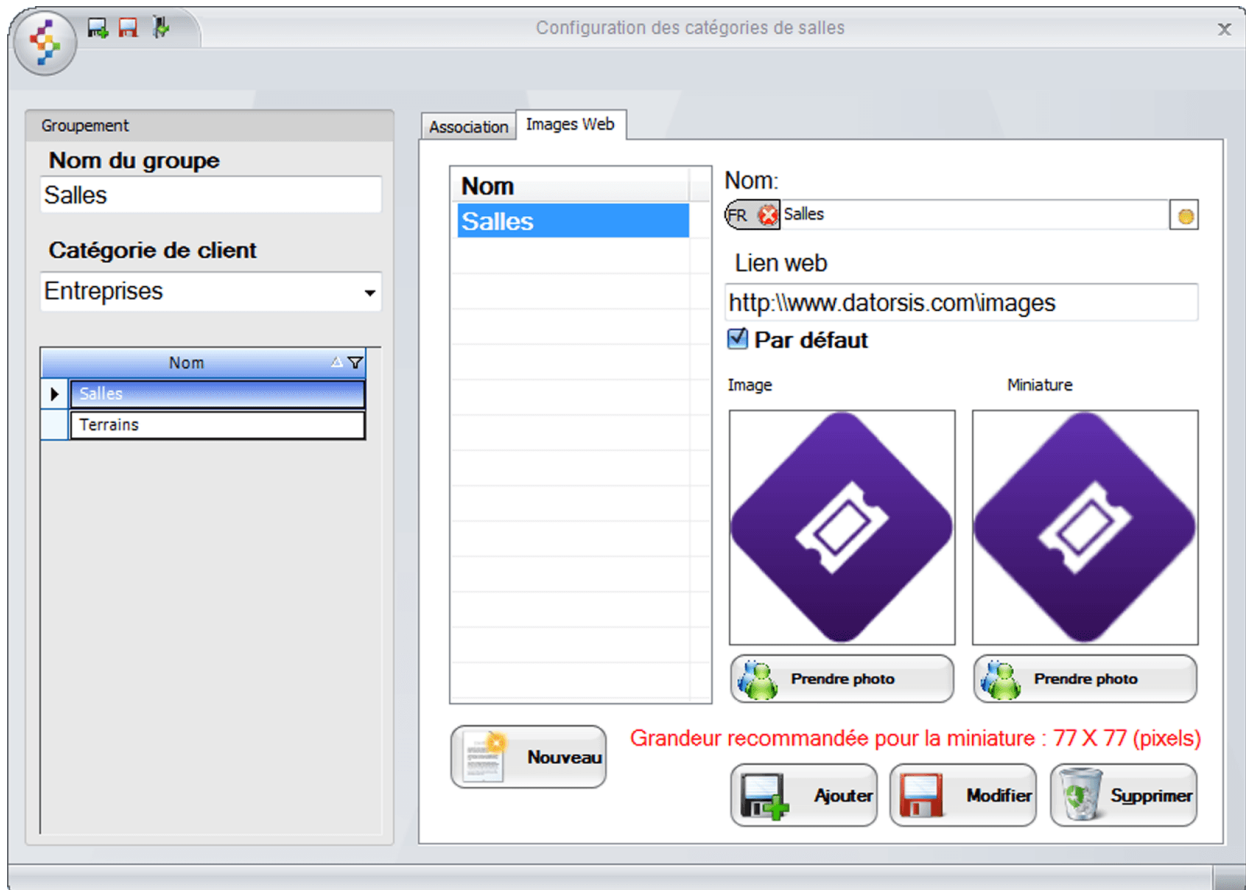 Configuration des catégories de salles
Groupement
Nom du groupe
Salles
Catégorie de client
Entreprises
Nom
Salles
Terrains
Association
Images Web
Nom
Salles
Nom:
FR
Salles
Lien web
http:\\www.datorsis.com\images
Par défaut
Image
Miniature
Prendre photo
Prendre photo
Grandeur recommandée pour la miniature : 77 X 77 (pixels)
Nouveau
Ajouter
Modifier
Supprimer